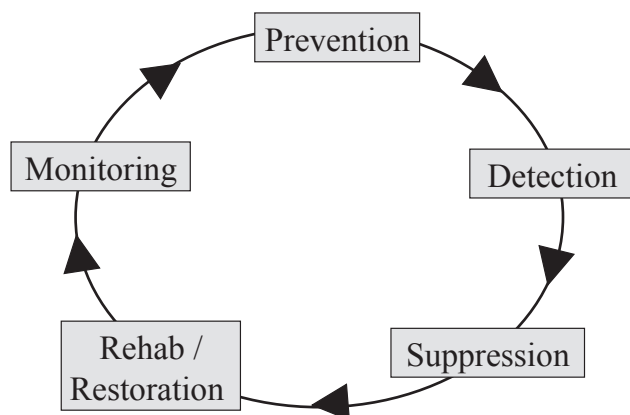 Prevention
Detection
Suppression
Rehab /
Restoration
Monitoring